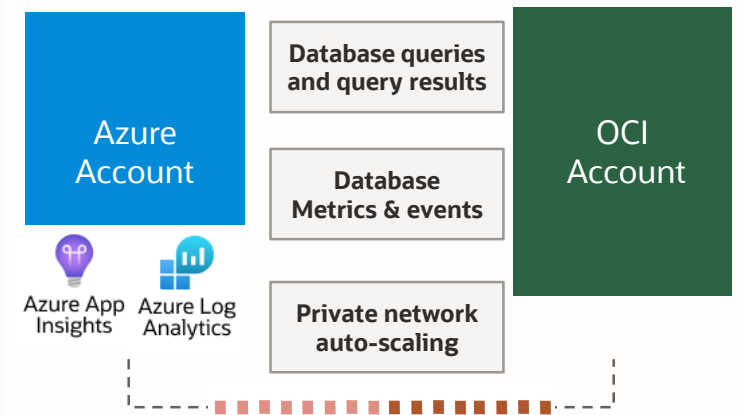 Azure
Account
Azure App
Insights
Azure Log
Analytics
Database queries
and query results
Database
Metrics & events
Private network
auto-scaling
OCI
Account